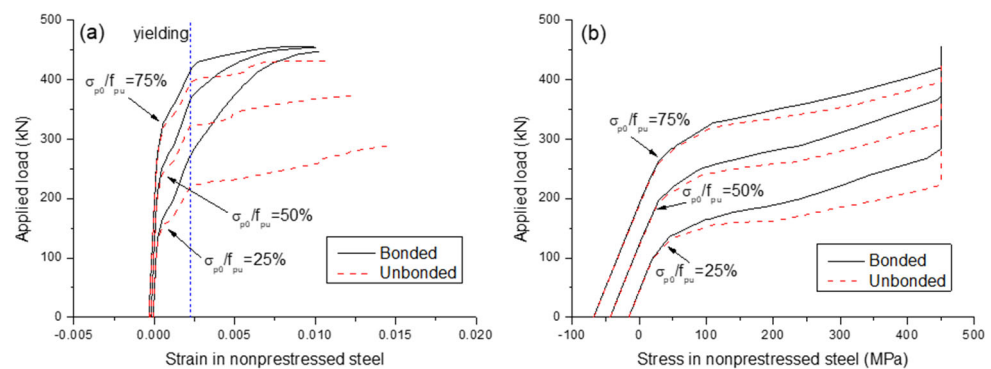 (a)
yielding
σp0/fpu=75%
σp0/fpu=50%
σp0/fpu=25%
Bonded
Unbonded
500
400
300
200
100
0
-0.005 0.000 0.005 0.010 0.015 0.020
Applied load (kN)
Strain in nonprestressed steel
(b)
σp0/fpu=75%
σp0/fpu=50%
σp0/fpu=25%
Bonded
Unbonded
500
400
300
200
100
0
-100 0 100 200 300 400 500
Applied load (kN)
Stress in nonprestressed steel (MPa)